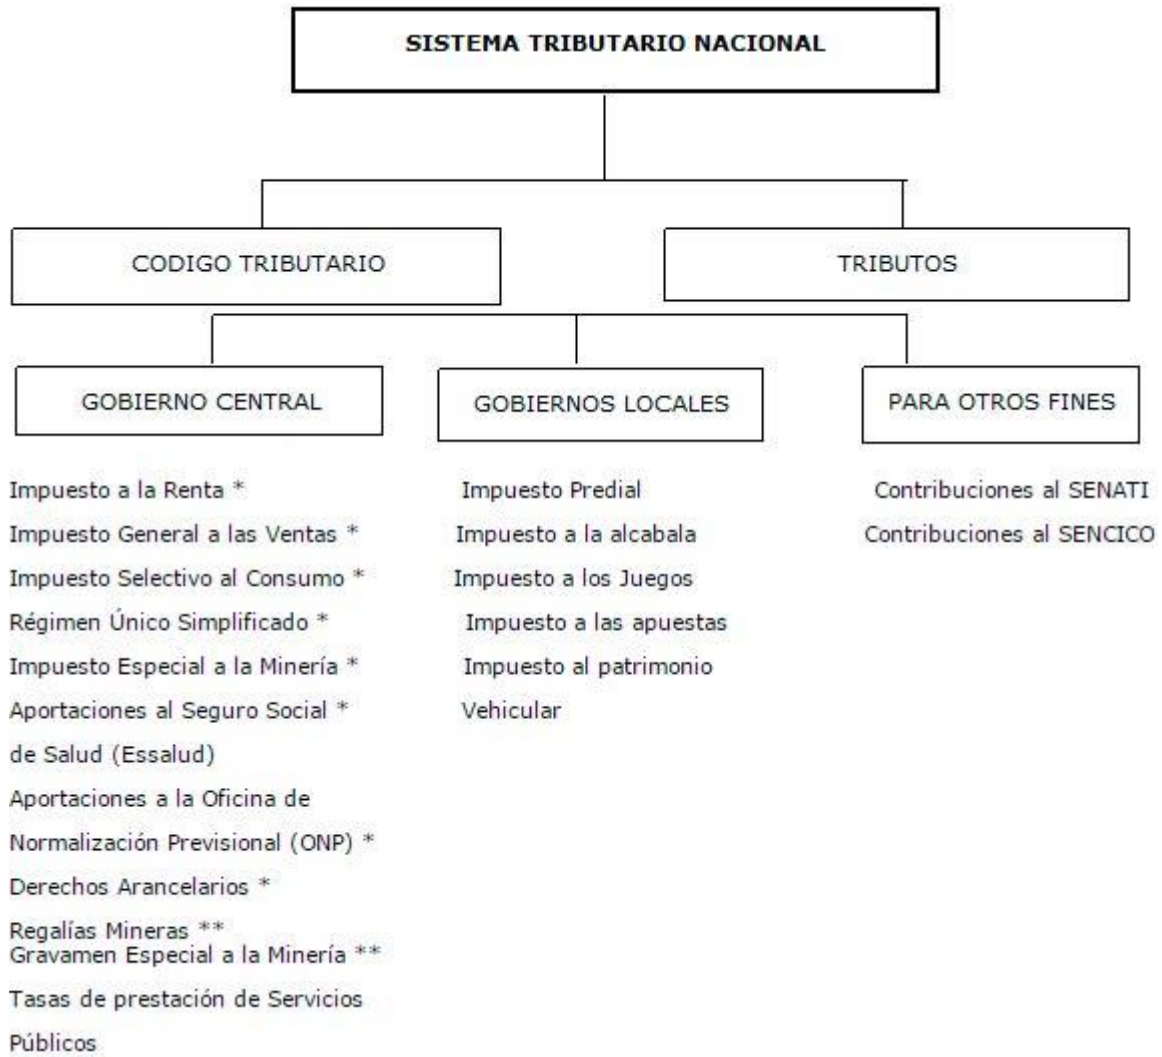 SISTEMA TRIBUTARIO NACIONAL
CODIGO TRIBUTARIO
TRIBUTOS
GOBIERNO CENTRAL
GOBIERNOS LOCALES
PARA OTROS FINES
Impuesto a la Renta *
Impuesto General a las Ventas *
Impuesto Selectivo al Consumo *
Régimen Único Simplificado *
Impuesto Especial a la Minería *
Aportaciones al Seguro Social *
de Salud (Essalud)
Aportaciones a la Oficina de
Normalización Previsional (ONP) *
Derechos Arancelarios *
Regalías Mineras **
Gravamen Especial a la Minería **
Tasas de prestación de Servicios
Públicos
Impuesto Predial
Impuesto a la alcabala
Impuesto a los Juegos
Impuesto a las apuestas
Impuesto al patrimonio
Vehicular
Contribuciones al SENATI
Contribuciones al SENCICO